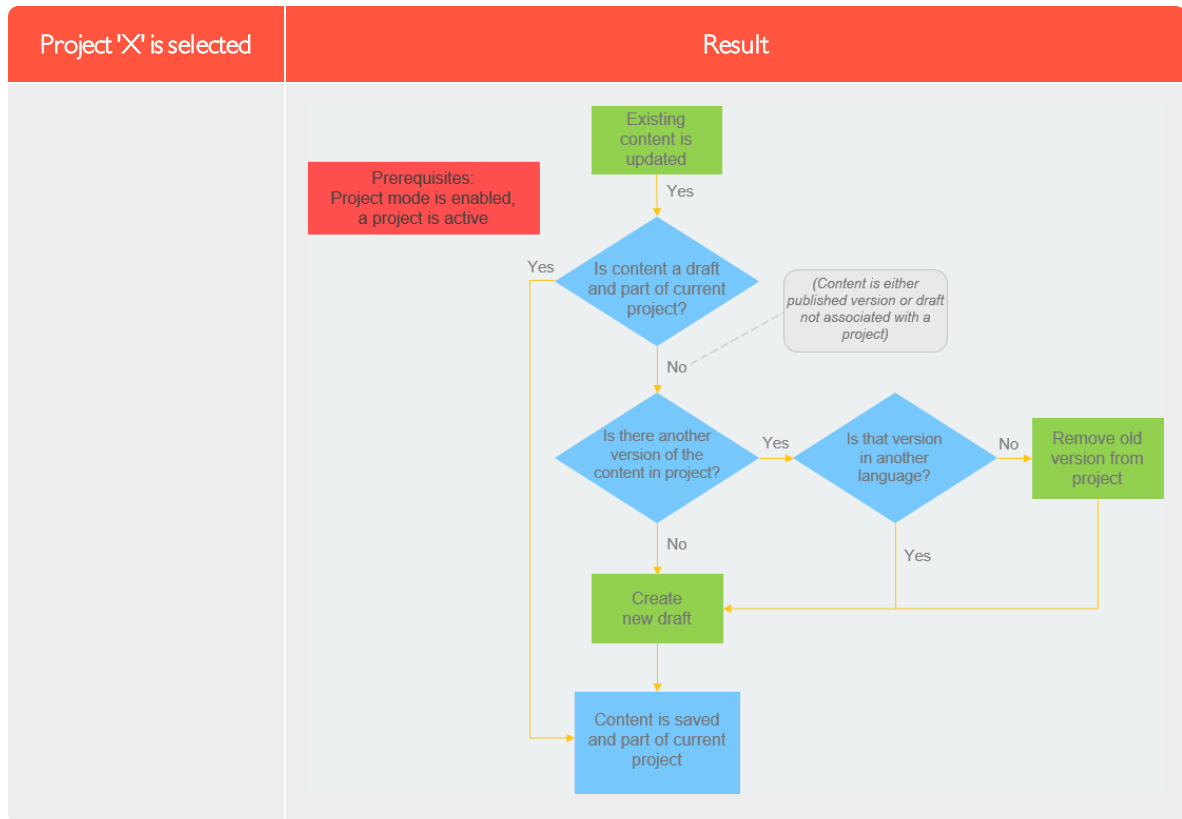 Project 'X' is selected
Result
Existing
content is
updated
Prerequisites:
Project mode is enabled,
a project is active
Yes
Yes
Is content a draft
and part of current
project?
(Content is either
published version or draft
not associated with a
project)
No
Is there another
version of the
content in project?
Yes
Is that version
in another
language?
No
Remove old
version from
project
No
Yes
Create
new draft
Content is saved
and part of current
project